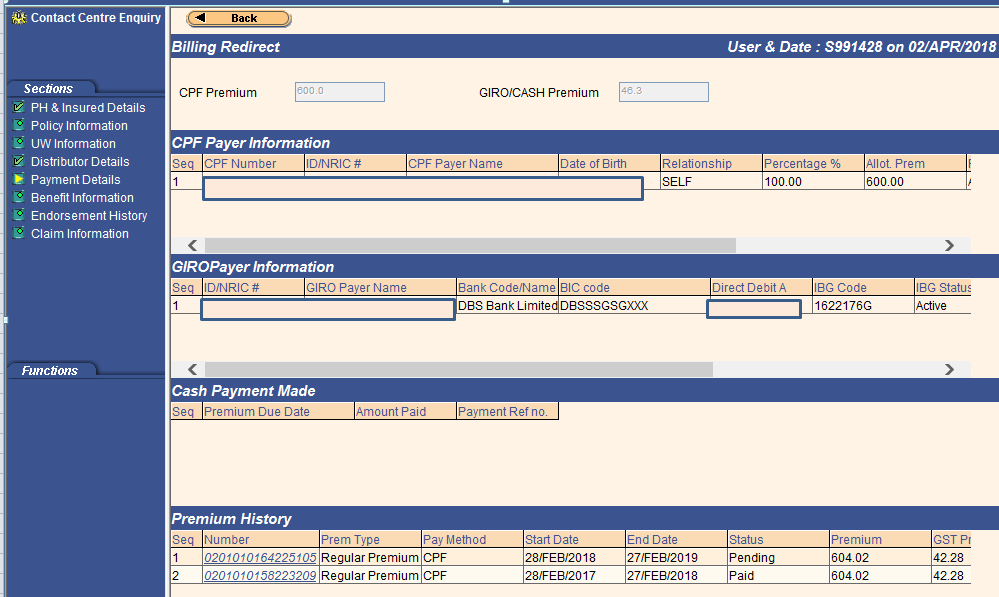 Contact Centre Enquiry
Back
Billing Redirect User & Date : S991428 on 02/APR/2018
CPF Premium 600.0 GIRO/CASH Premium 46.3
Sections
PH & Insured Details
Policy Information
UW Information
Distributor Details
Payment Details
Benefit Information
Endorsement History
Claim Information
Functions
CPF Payer Information
Seq CPF Number ID/NRIC # CPF Payer Name Date of Birth Relationship Percentage % Allot. Prem
1 SELF 100.00 600.00
GIROPayer Information
Seq ID/NRIC # GIRO Payer Name Bank Code/Name BIC code Direct Debit A IBG Code IBG Status
1 DBS Bank Limited DBSSSGSGXXX 1622176G Active
Cash Payment Made
Seq Premium Due Date Amount Paid Payment Ref no.
Premium History
Seq Number Prem Type Pay Method Start Date End Date Status Premium GST Pr
1 0201010164225105 Regular Premium CPF 28/FEB/2018 27/FEB/2019 Pending 604.02 42.28
2 0201010158223209 Regular Premium CPF 28/FEB/2017 27/FEB/2018 Paid 604.02 42.28